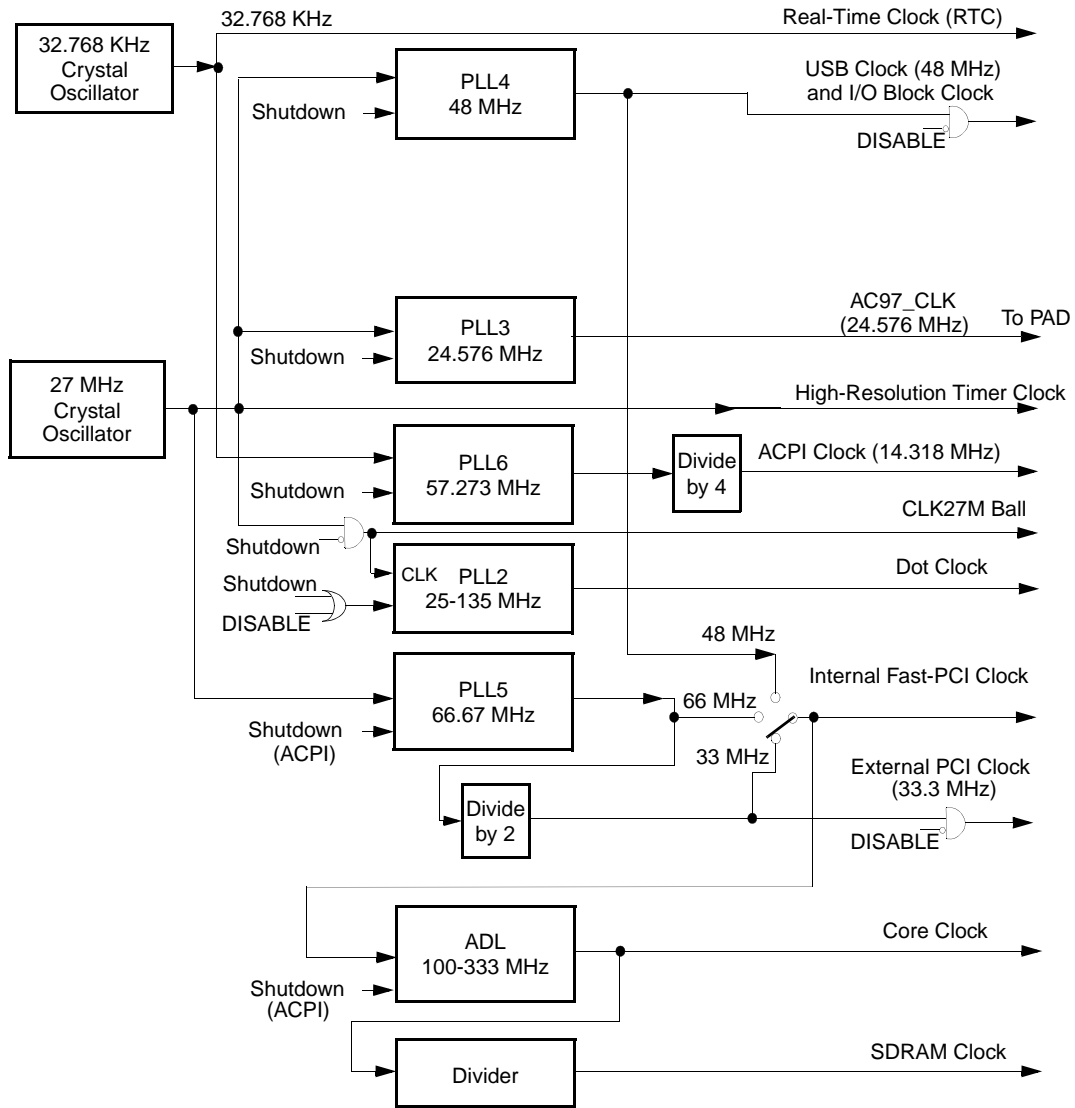 32.768 KHz
Real-Time Clock (RTC)
32.768 KHz
Crystal
Oscillator
PLL4
48 MHz
Shutdown
USB Clock (48 MHz)
and I/O Block Clock
DISABLE
PLL3
24.576 MHz
Shutdown
AC97_CLK
(24.576 MHz)
To PAD
27 MHz
Crystal
Oscillator
High-Resolution Timer Clock
PLL6
57.273 MHz
Shutdown
Divide
by 4
ACPI Clock (14.318 MHz)
CLK27M Ball
Shutdown
CLK
PLL2
25-135 MHz
Shutdown
DISABLE
Dot Clock
48 MHz
PLL5
66.67 MHz
Shutdown
(ACPI)
66 MHz
33 MHz
Internal Fast-PCI Clock
External PCI Clock
(33.3 MHz)
Divide
by 2
DISABLE
ADL
100-333 MHz
Shutdown
(ACPI)
Core Clock
Divider
SDRAM Clock